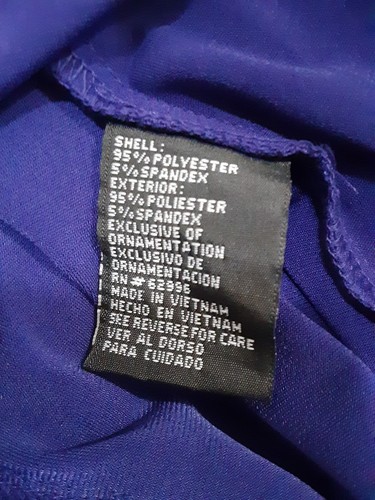 SHELL:
95% POLYESTER
5% SPANDEX
EXTERIOR:
95% POLIESTER
5% SPANDEX
EXCLUSIVE OF
ORNAMENTATION
EXCLUSIVO DE
ORNAMENTACION
RN # 62996
MADE IN VIETNAM
HECHO EN VIETNAM
SEE REVERSE FOR CARE
VER AL DORSO
PARA CUIDADO